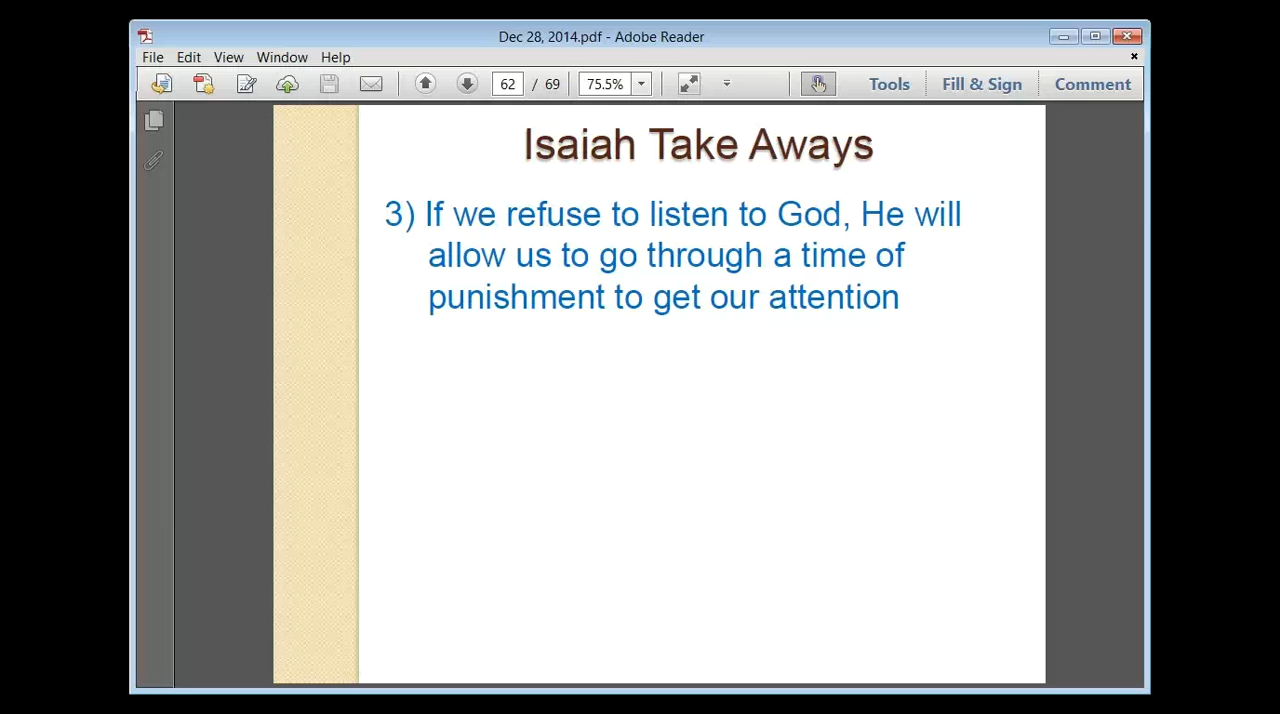 Dec 28, 2014.pdf - Adobe Reader
File Edit View Window Help
62 / 69 75.5% Tools Fill & Sign Comment
Isaiah Take Aways
3) If we refuse to listen to God, He will
allow us to go through a time of
punishment to get our attention